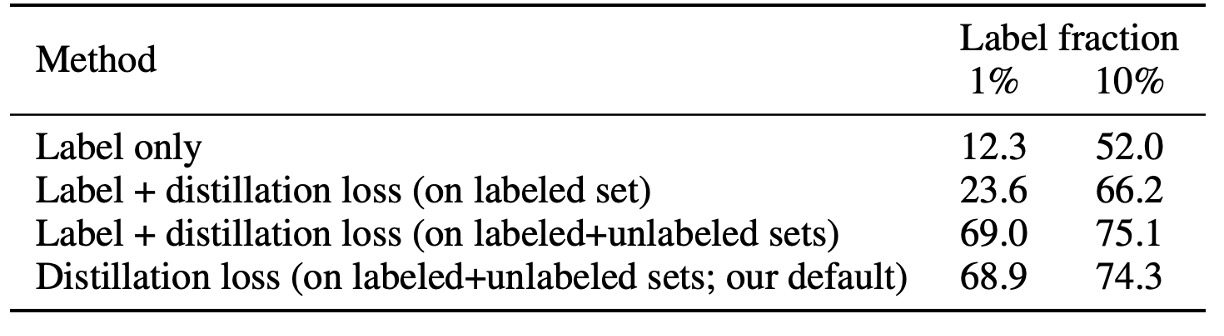 Method Label fraction
1% 10%
Label only 12.3 52.0
Label + distillation loss (on labeled set) 23.6 66.2
Label + distillation loss (on labeled+unlabeled sets) 69.0 75.1
Distillation loss (on labeled+unlabeled sets; our default) 68.9 74.3